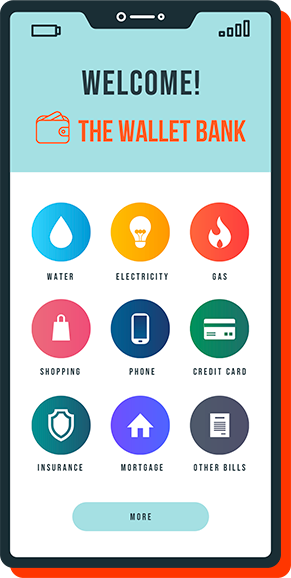 WELCOME!
THE WALLET BANK
WATER ELECTRICITY GAS
SHOPPING PHONE CREDIT CARD
INSURANCE MORTGAGE OTHER BILLS
MORE